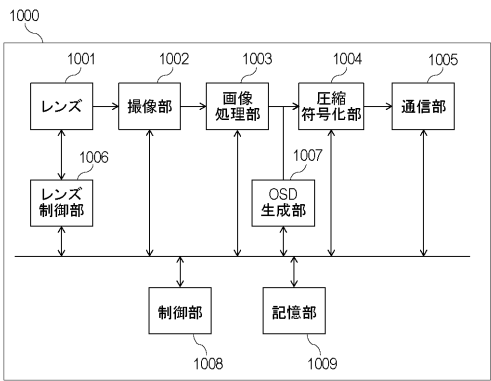 1000
1001
1002
1003
1004
1005
レンズ
撮像部
画像
処理部
圧縮
符号化部
通信部
1006
1007
レンズ
制御部
OSD
生成部
制御部
記憶部
1008
1009